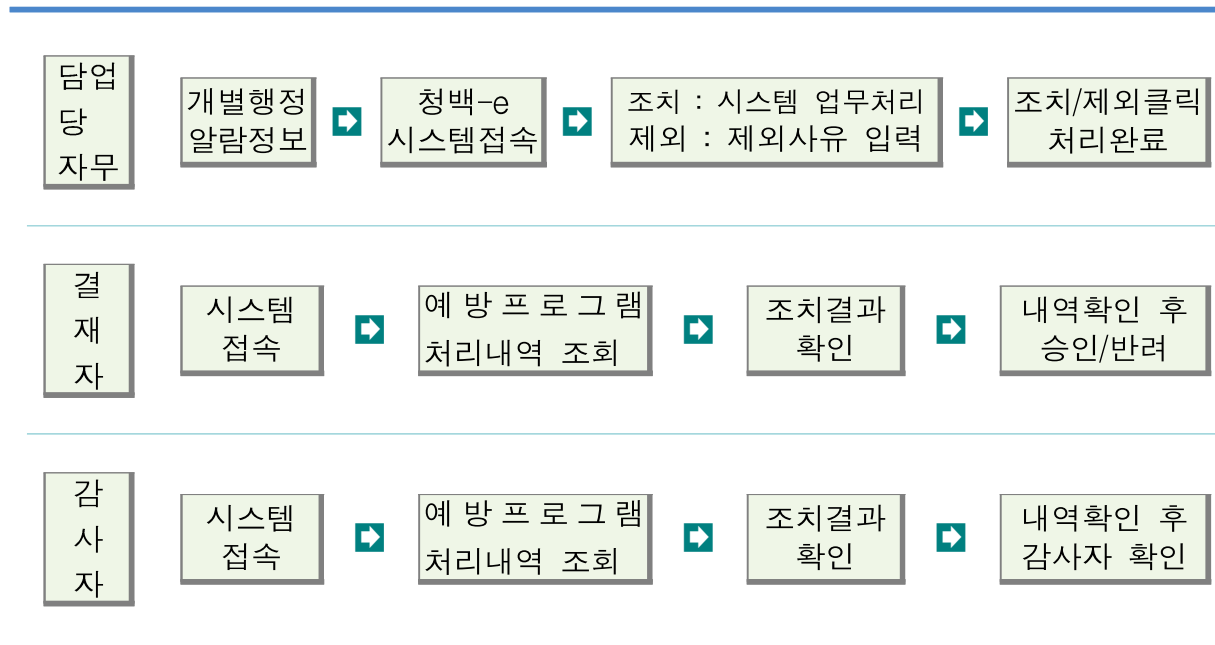 담업
당
자무
개별행정
알람정보
청백-e
시스템접속
조치 : 시스템 업무처리
제외 : 제외사유 입력
조치/제외클릭
처리완료
결
재
자
시스템
접속
예 방 프 로 그 램
처리내역 조회
조치결과
확인
내역확인 후
승인/반려
감
사
자
시스템
접속
예 방 프 로 그 램
처리내역 조회
조치결과
확인
내역확인 후
감사자 확인